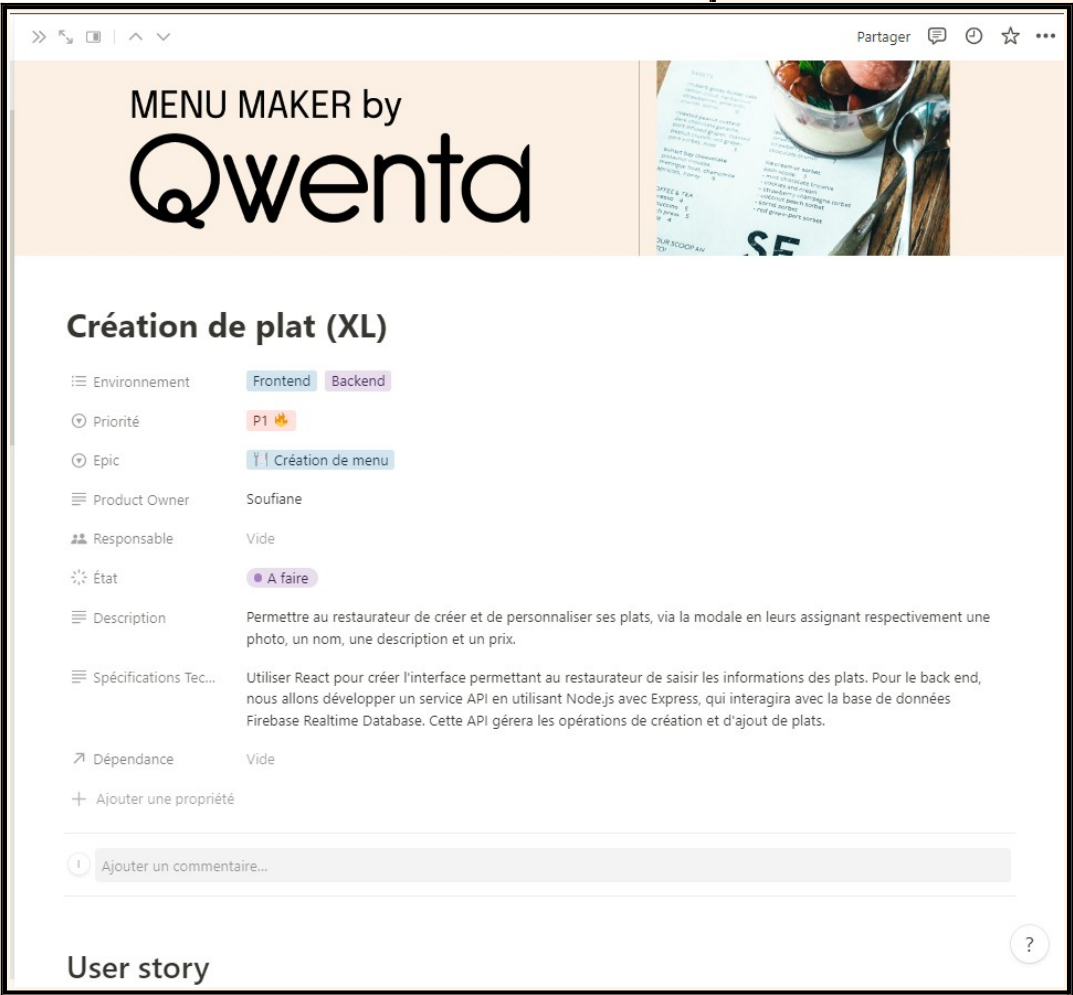 Partager
MENU MAKER by
Qwenta
SE
Création de plat (XL)
Environnement Frontend Backend
Priorité P1
Epic Création de menu
Product Owner Soufiane
Responsable Vide
État A faire
Description Permettre au restaurateur de créer et de personnaliser ses plats, via la modale en leurs assignant respectivement une
photo, un nom, une description et un prix.
Spécifications Tec... Utiliser React pour créer l'interface permettant au restaurateur de saisir les informations des plats. Pour le back end,
nous allons développer un service API en utilisant Node.js avec Express, qui interagira avec la base de données
Firebase Realtime Database. Cette API gérera les opérations de création et d'ajout de plats.
Dépendance Vide
Ajouter une propriété
I Ajouter un commentaire...
?
User story